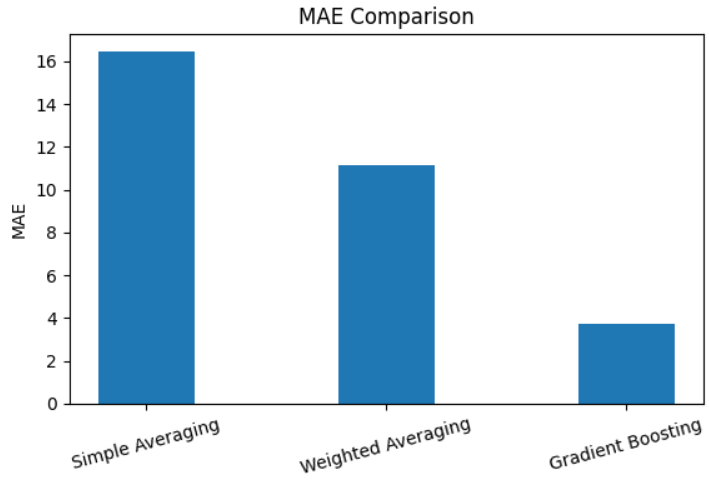 MAE Comparison
MAE
16
14
12
10
8
6
4
2
0
Simple Averaging
Weighted Averaging
Gradient Boosting